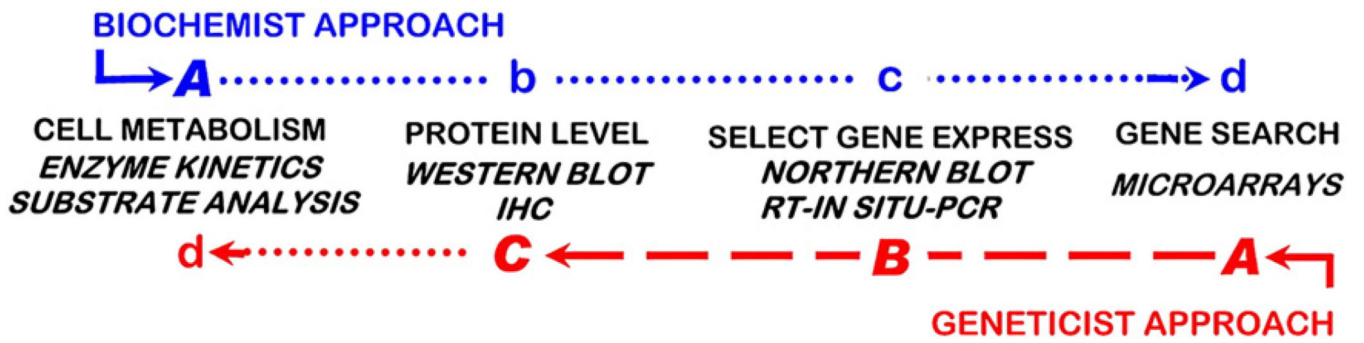 BIOCHEMIST APPROACH
A b c d
CELL METABOLISM PROTEIN LEVEL SELECT GENE EXPRESS GENE SEARCH
ENZYME KINETICS WESTERN BLOT NORTHERN BLOT MICROARRAYS
SUBSTRATE ANALYSIS IHC RT-IN SITU-PCR
d C B A
GENETICIST APPROACH